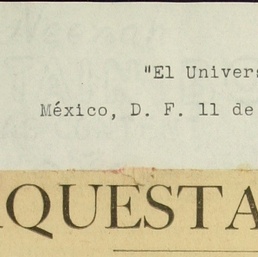 "El Univers
México, D. F. 11 de
QUESTA